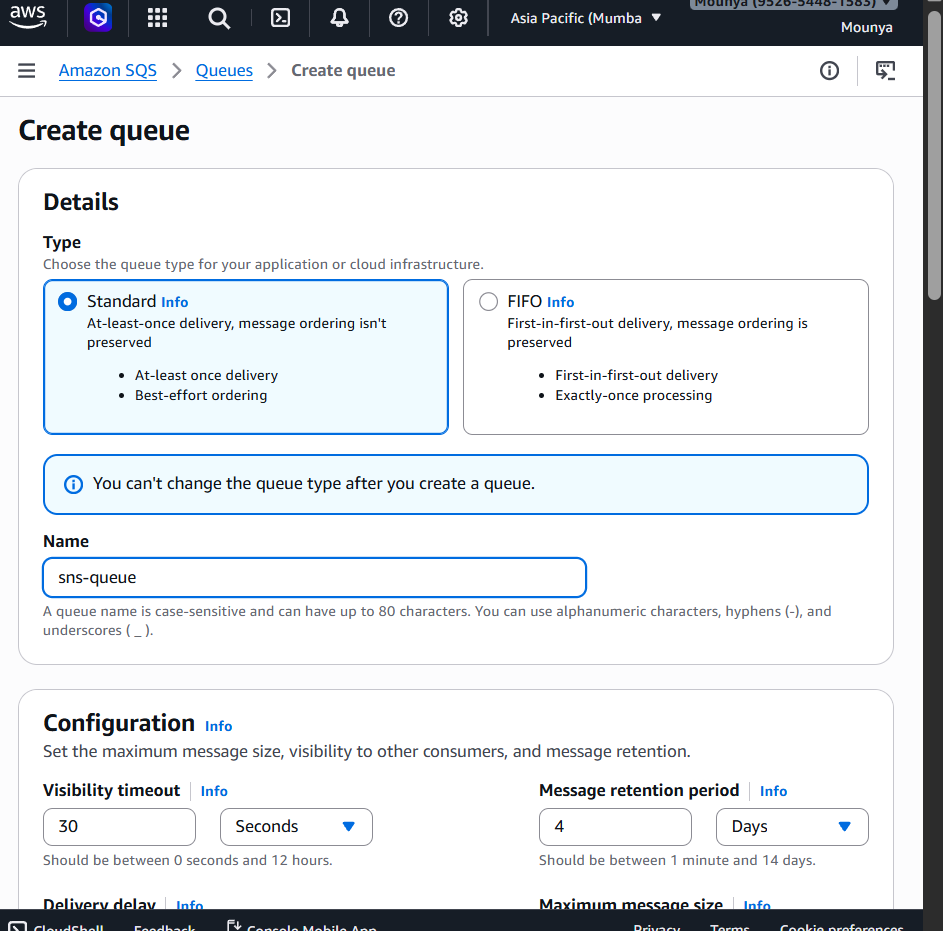 aws
Asia Pacific (Mumba
Mounya (9526-5448-1583)
Mounya
Amazon SQS > Queues > Create queue
Create queue
Details
Type
Choose the queue type for your application or cloud infrastructure.
Standard Info
At-least-once delivery, message ordering isn't
preserved
• At-least once delivery
• Best-effort ordering
FIFO Info
First-in-first-out delivery, message ordering is
preserved
• First-in-first-out delivery
• Exactly-once processing
You can't change the queue type after you create a queue.
Name
sns-queue
A queue name is case-sensitive and can have up to 80 characters. You can use alphanumeric characters, hyphens (-), and
underscores ( _ ).
Configuration Info
Set the maximum message size, visibility to other consumers, and message retention.
Visibility timeout Info
30 Seconds
Should be between 0 seconds and 12 hours.
Message retention period Info
4 Days
Should be between 1 minute and 14 days.
Delivery delay Info
Maximum message size Info
CloudShell Feedback Console Mobile App Privacy Terms Cookie preferences